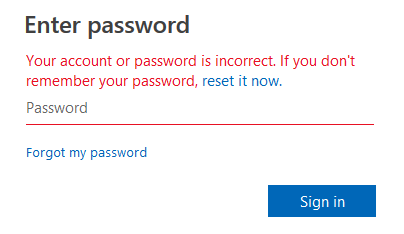 Enter password
Your account or password is incorrect. If you don't
remember your password, reset it now.
Password
Forgot my password
Sign in